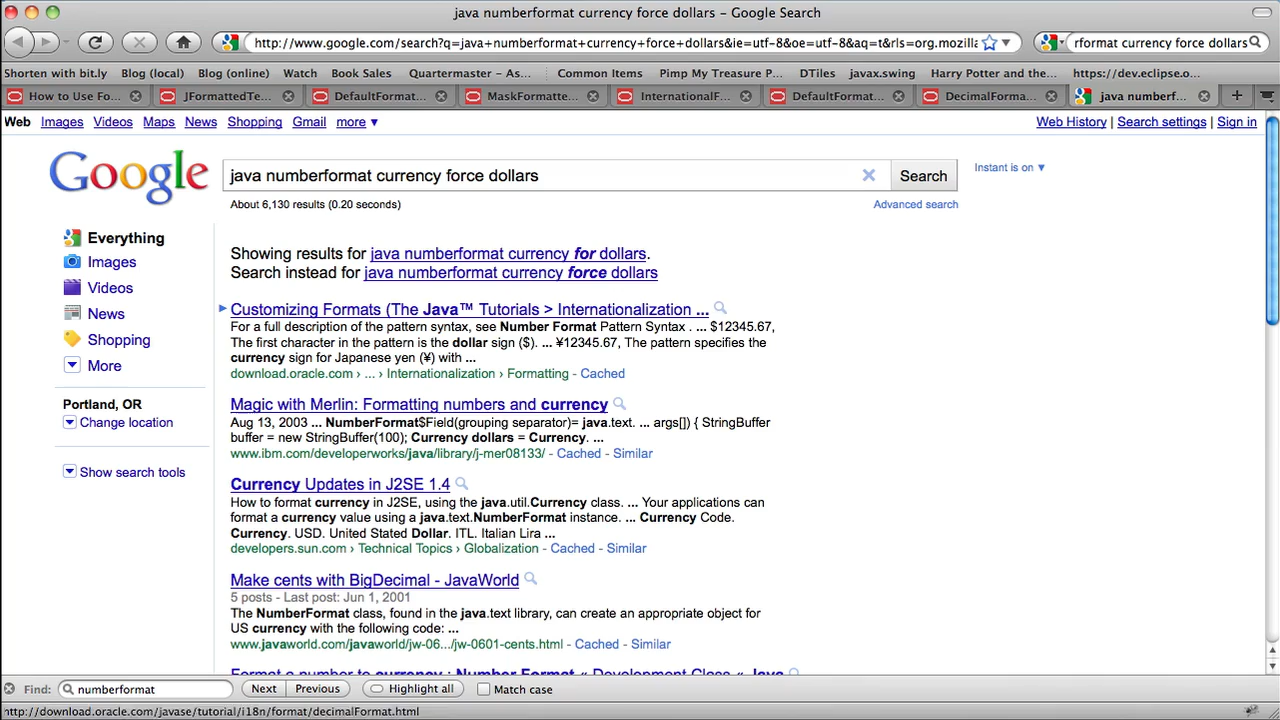 java numberformat currency force dollars – Google Search
http://www.google.com/search?q=java+numberformat+currency+force+dollars&ie=utf-8&oe=utf-8&aq=t&rls=org.mozilla
rformat currency force dollars
Shorten with bit.ly Blog (local) Blog (online) Watch Book Sales Quartermaster - As... Common Items Pimp My Treasure P... DTiles javax.swing Harry Potter and the... https://dev.eclipse.o...
How to Use Fo... JFormattedTe... DefaultFormat... MaskFormatte... InternationalF... DefaultFormat... DecimalForma... java numberf...
Web Images Videos Maps News Shopping Gmail more ▼
Web History | Search settings | Sign in
Google
java numberformat currency force dollars
Search
Instant is on ▼
About 6,130 results (0.20 seconds)
Advanced search
Everything
Images
Videos
News
Shopping
More
Portland, OR
Change location
Show search tools
Showing results for java numberformat currency for dollars.
Search instead for java numberformat currency force dollars
Customizing Formats (The Java™ Tutorials > Internationalization ...
For a full description of the pattern syntax, see Number Format Pattern Syntax . ... $12345.67,
The first character in the pattern is the dollar sign ($). ... ¥12345.67, The pattern specifies the
currency sign for Japanese yen (¥) with ...
download.oracle.com › ... › Internationalization › Formatting - Cached
Magic with Merlin: Formatting numbers and currency
Aug 13, 2003 ... NumberFormat$Field(grouping separator)= java.text. ... args[]) { StringBuffer
buffer = new StringBuffer(100); Currency dollars = Currency. ...
www.ibm.com/developerworks/java/library/j-mer08133/ - Cached - Similar
Currency Updates in J2SE 1.4
How to format currency in J2SE, using the java.util.Currency class. ... Your applications can
format a currency value using a java.text.NumberFormat instance. ... Currency Code.
Currency. USD. United Stated Dollar. ITL. Italian Lira ...
developers.sun.com › Technical Topics › Globalization - Cached - Similar
Make cents with BigDecimal - JavaWorld
5 posts - Last post: Jun 1, 2001
The NumberFormat class, found in the java.text library, can create an appropriate object for
US currency with the following code: ...
www.javaworld.com/javaworld/jw-06.../jw-0601-cents.html - Cached - Similar
Format a number to currency : Number Format « Development Class « Java
Find: numberformat Next Previous Highlight all Match case
http://download.oracle.com/javase/tutorial/i18n/format/decimalFormat.html